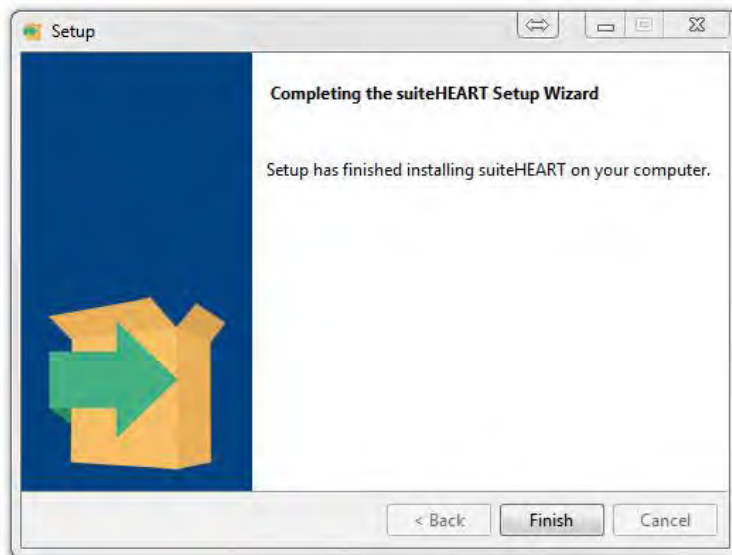 Setup
Completing the suiteHEART Setup Wizard
Setup has finished installing suiteHEART on your computer.
< Back Finish Cancel